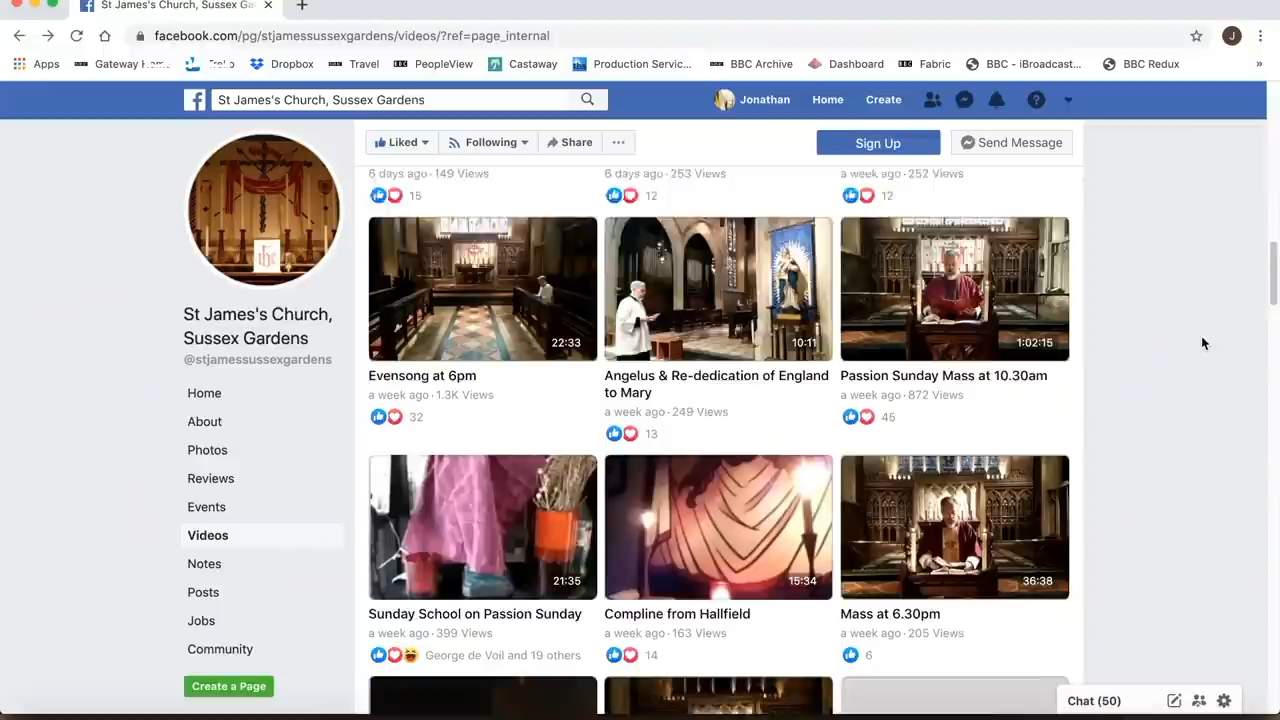 St James's Church, Sussex Ga
facebook.com/pg/stjamessussexgardens/videos/?ref=page_internal
J
Apps Gateway Home Trello Dropbox Travel PeopleView Castaway Production Servic... BBC Archive Dashboard Fabric BBC - iBroadcast... BBC Redux »
St James's Church, Sussex Gardens Jonathan Home Create
Liked Following Share ... Sign Up Send Message
6 days ago · 149 Views 6 days ago · 253 Views a week ago · 252 Views
15 12 12
22:33 10:11 1:02:15
Evensong at 6pm
a week ago · 1.3K Views
32
Angelus & Re-dedication of England
to Mary
a week ago · 249 Views
13
Passion Sunday Mass at 10.30am
a week ago · 872 Views
45
21:35 15:34 36:38
Sunday School on Passion Sunday
a week ago · 399 Views
George de Voil and 19 others
Compline from Hallfield
a week ago · 163 Views
14
Mass at 6.30pm
a week ago · 205 Views
6
ihc
St James's Church,
Sussex Gardens
@stjamessussexgardens
Home
About
Photos
Reviews
Events
Videos
Notes
Posts
Jobs
Community
Create a Page
Chat (50)